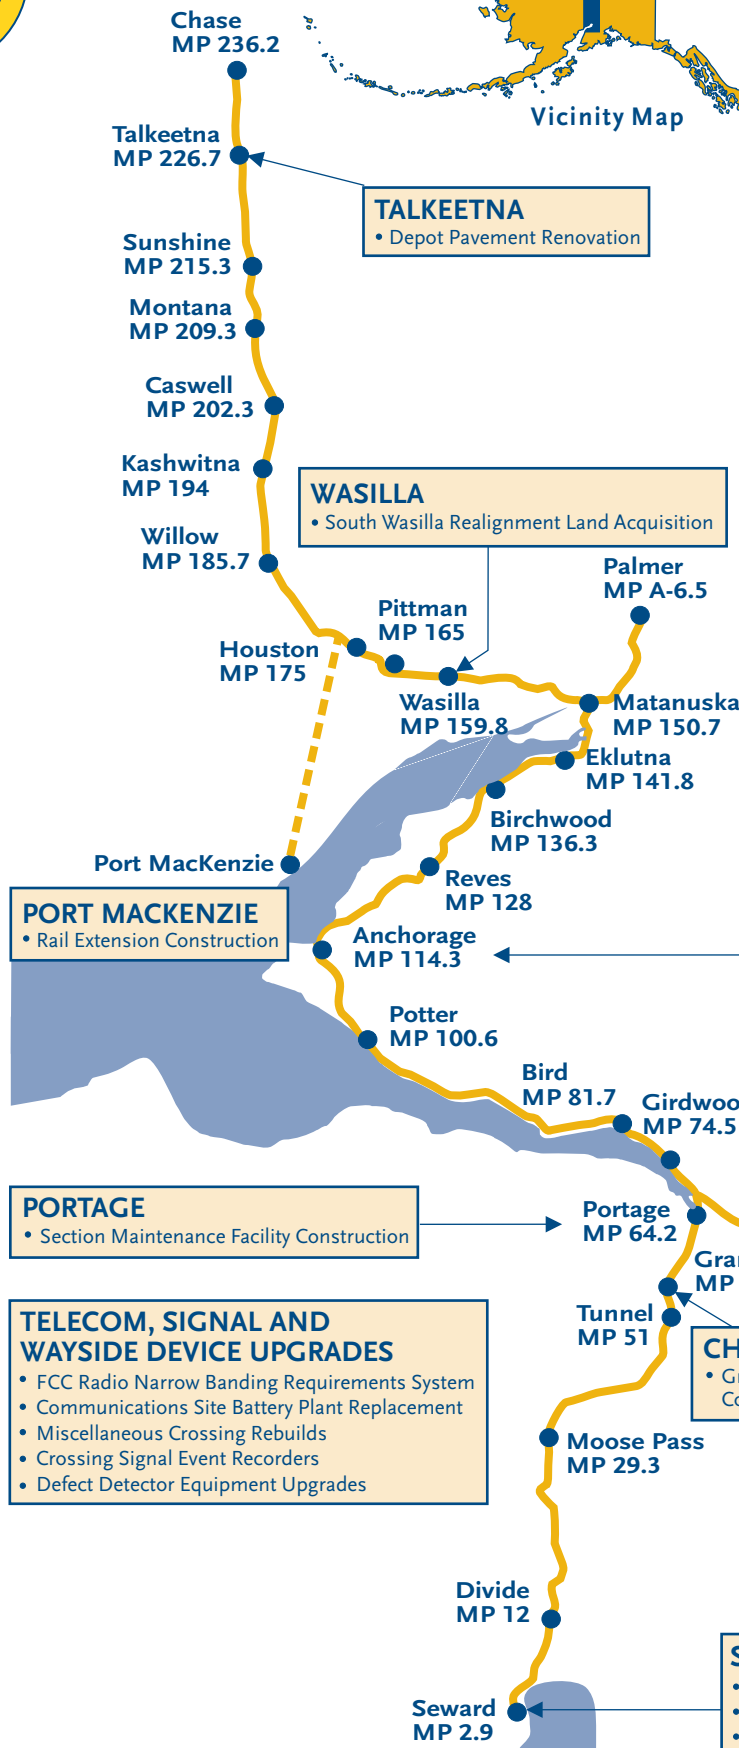 Chase
MP 236.2
Vicinity Map
Talkeetna
MP 226.7
TALKEETNA
• Depot Pavement Renovation
Sunshine
MP 215.3
Montana
MP 209.3
Caswell
MP 202.3
Kashwitna
MP 194
WASILLA
• South Wasilla Realignment Land Acquisition
Willow
MP 185.7
Palmer
MP A-6.5
Pittman
MP 165
Houston
MP 175
Wasilla
MP 159.8
Matanuska
MP 150.7
Eklutna
MP 141.8
Birchwood
MP 136.3
Port MacKenzie
Reves
MP 128
PORT MACKENZIE
• Rail Extension Construction
Anchorage
MP 114.3
Potter
MP 100.6
Bird
MP 81.7
Girdwoo
MP 74.5
PORTAGE
• Section Maintenance Facility Construction
Portage
MP 64.2
Gra
MP
Tunnel
MP 51
CH
• G
Co
TELECOM, SIGNAL AND
WAYSIDE DEVICE UPGRADES
• FCC Radio Narrow Banding Requirements System
• Communications Site Battery Plant Replacement
• Miscellaneous Crossing Rebuilds
• Crossing Signal Event Recorders
• Defect Detector Equipment Upgrades
Moose Pass
MP 29.3
Divide
MP 12
S
Seward
MP 2.9